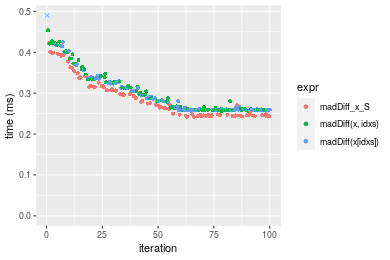 0.5
0.4
0.3
0.2
0.1
0.0
time (ms)
0
25
50
75
100
iteration
expr
madDiff_x_S
madDiff(x, idxs)
madDiff(x[idxs])